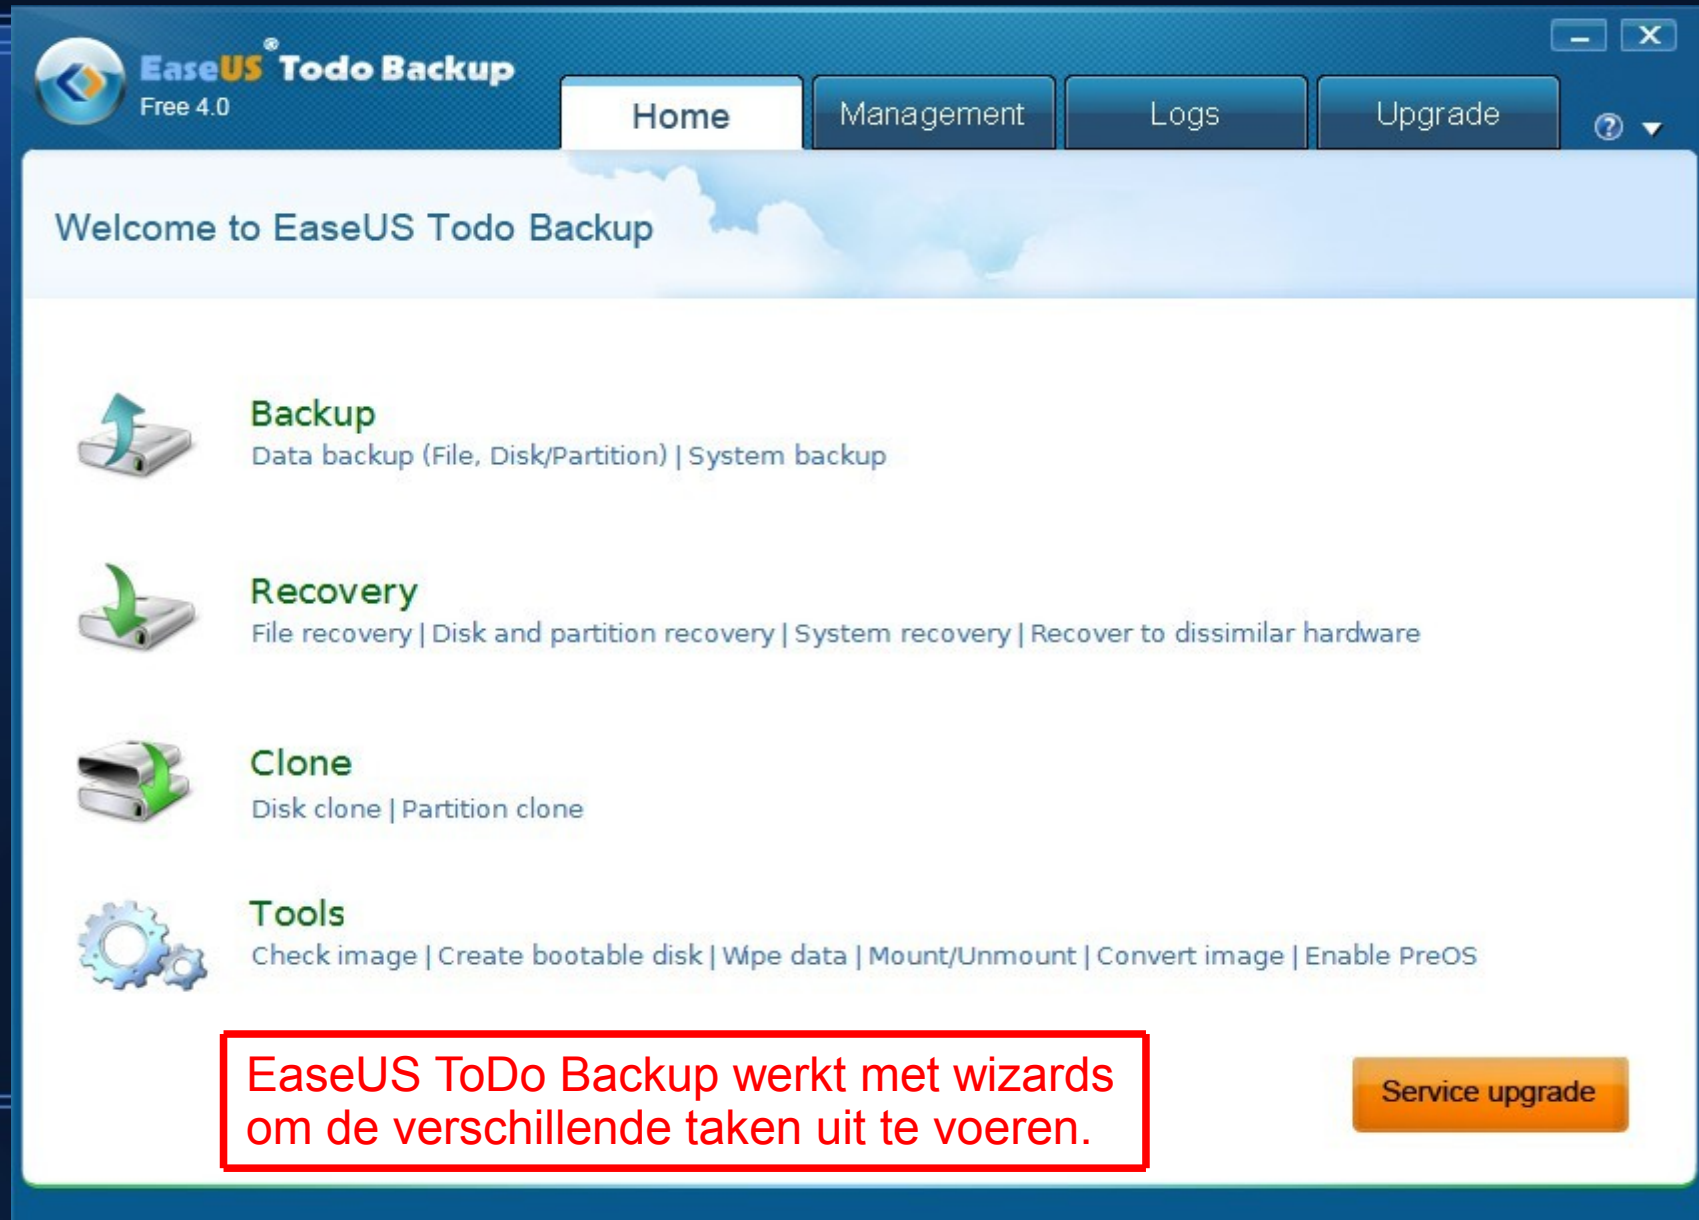 EaseUS® Todo Backup
Free 4.0
Home
Management
Logs
Upgrade
Welcome to EaseUS Todo Backup
Backup
Data backup (File, Disk/Partition) | System backup
Recovery
File recovery | Disk and partition recovery | System recovery | Recover to dissimilar hardware
Clone
Disk clone | Partition clone
Tools
Check image | Create bootable disk | Wipe data | Mount/Unmount | Convert image | Enable PreOS
EaseUS ToDo Backup werkt met wizards
om de verschillende taken uit te voeren.
Service upgrade